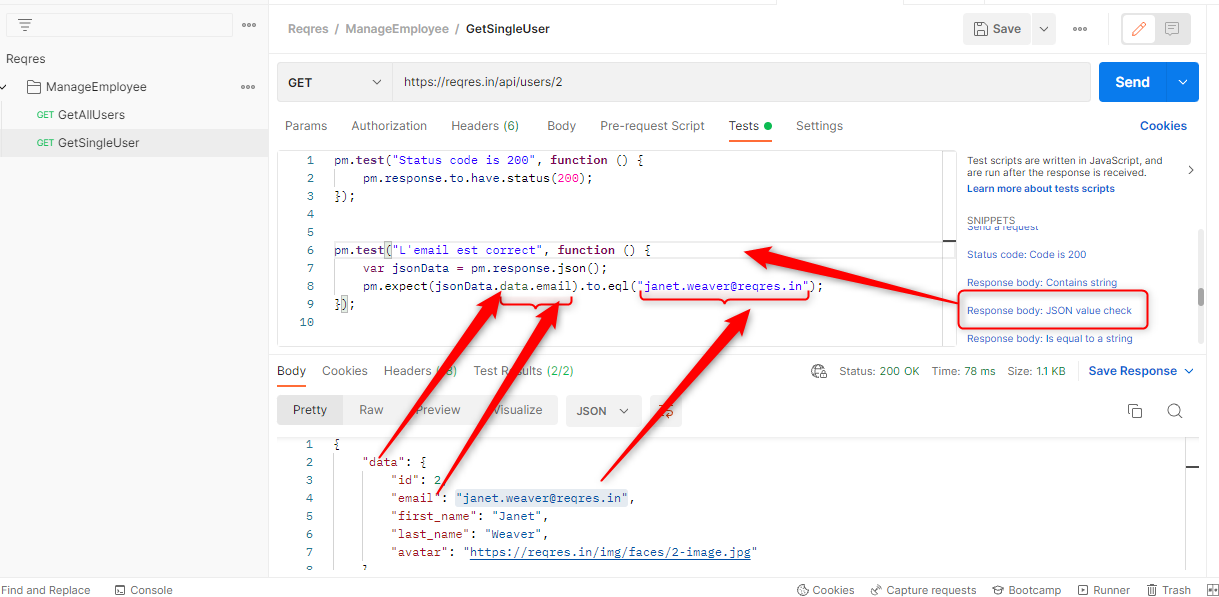 Reqres / ManageEmployee / GetSingleUser
Save
Reqres
ManageEmployee
GET GetAllUsers
GET GetSingleUser
GET https://reqres.in/api/users/2 Send
Params Authorization Headers (6) Body Pre-request Script Tests Settings Cookies
1 pm.test("Status code is 200", function () {
2 pm.response.to.have.status(200);
3 });
4
5
6 pm.test("L'email est correct", function () {
7 var jsonData = pm.response.json();
8 pm.expect(jsonData.data.email).to.eql("janet.weaver@reqres.in");
9 });
10
Test scripts are written in JavaScript, and
are run after the response is received.
Learn more about tests scripts
SNIPPETS
Send a request
Status code: Code is 200
Response body: Contains string
Response body: JSON value check
Response body: Is equal to a string
Body Cookies Headers Test Results (2/2) Status: 200 OK Time: 78 ms Size: 1.1 KB Save Response
Pretty Raw Preview Visualize JSON
1 {
2 "data": {
3 "id": 2,
4 "email": "janet.weaver@reqres.in",
5 "first_name": "Janet",
6 "last_name": "Weaver",
7 "avatar": "https://reqres.in/img/faces/2-image.jpg"
8 }
Find and Replace Console Cookies Capture requests Bootcamp Runner Trash